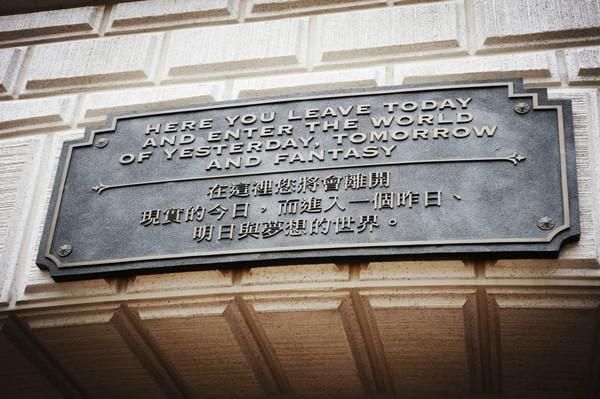 HERE YOU LEAVE TODAY
AND ENTER THE WORLD
OF YESTERDAY, TOMORROW
AND FANTASY
在這裡您將會離開
現實的今日，而進入一個昨日、
明日與夢想的世界。